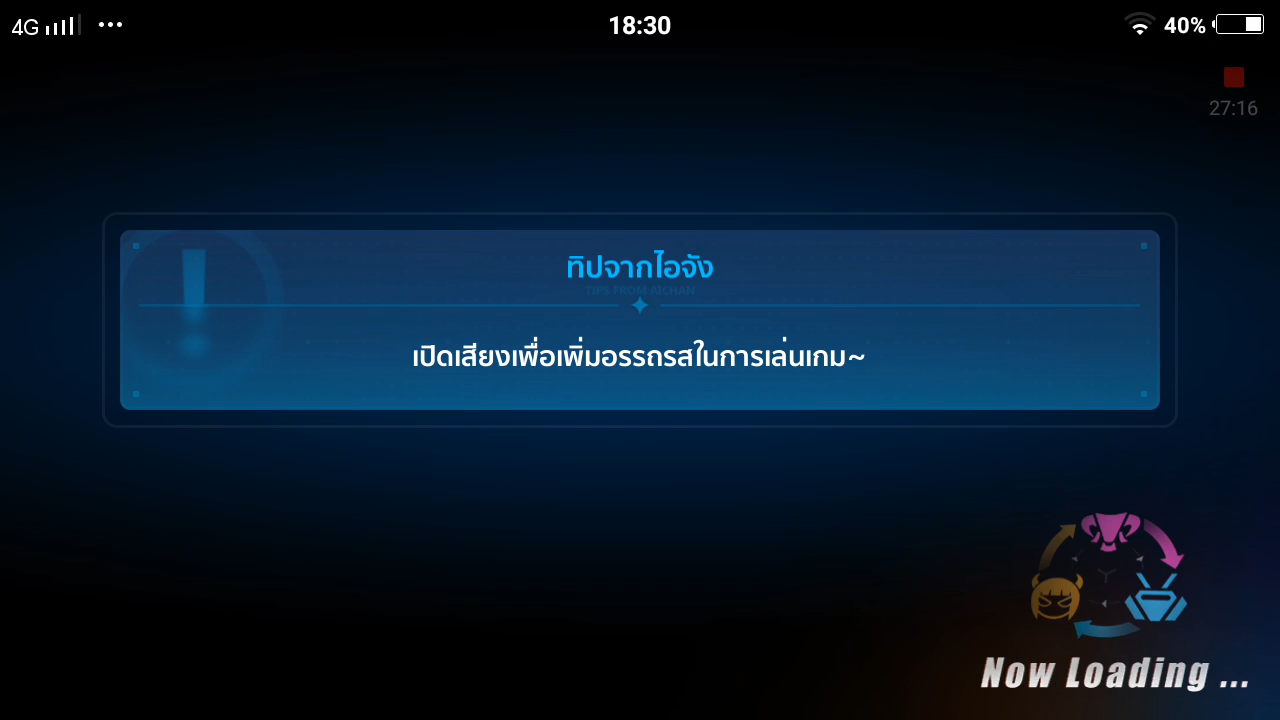 4G ••• 18:30 40%
27:16
ทิปจากไอจัง
TIPS FROM AICHAN
เปิดเสียงเพื่อเพิ่มอรรถรสในการเล่นเกม~
Now Loading ...